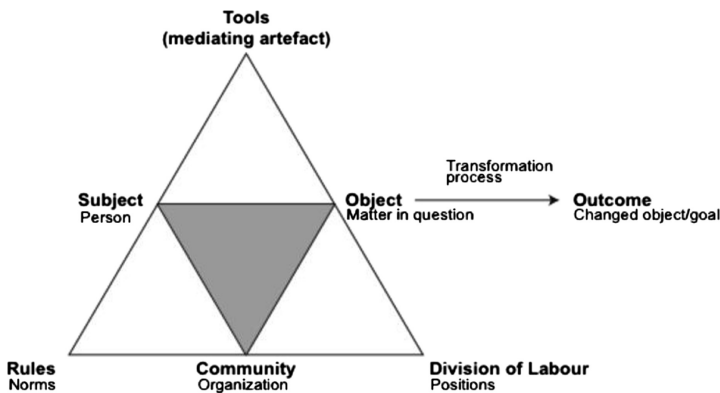 Tools
(mediating artefact)
Transformation
process
Subject
Person
Object
Matter in question
Outcome
Changed object/goal
Rules
Norms
Community
Organization
Division of Labour
Positions